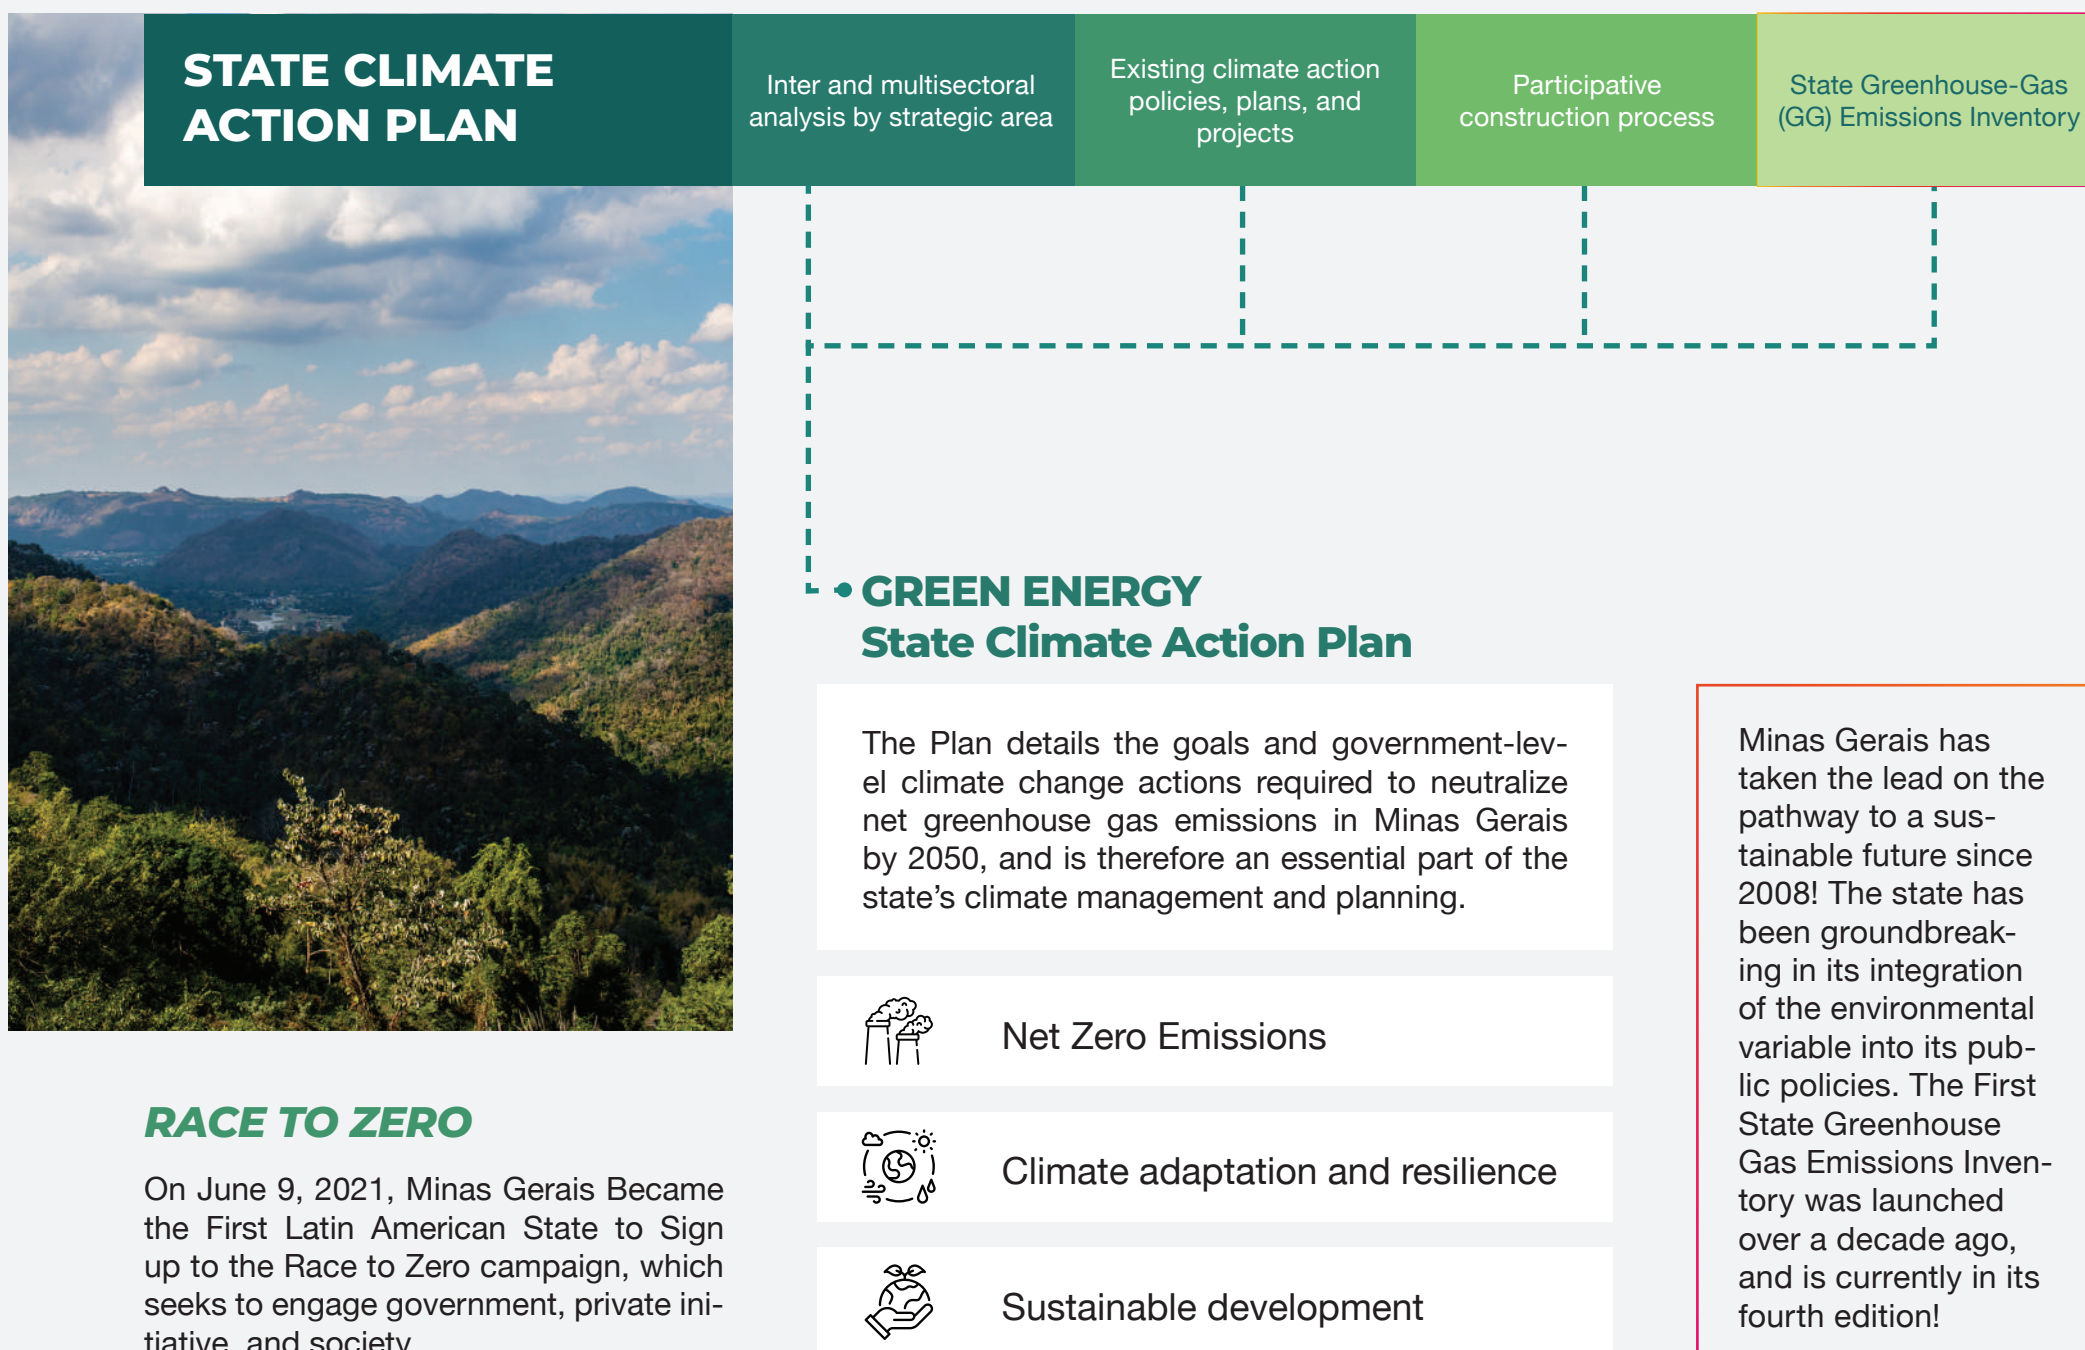 STATE CLIMATE
ACTION PLAN
Inter and multisectoral
analysis by strategic area
Existing climate action
policies, plans, and
projects
Participative
construction process
State Greenhouse-Gas
(GG) Emissions Inventory
GREEN ENERGY
State Climate Action Plan
The Plan details the goals and government-lev-
el climate change actions required to neutralize
net greenhouse gas emissions in Minas Gerais
by 2050, and is therefore an essential part of the
state's climate management and planning.
Net Zero Emissions
Climate adaptation and resilience
Sustainable development
Minas Gerais has
taken the lead on the
pathway to a sus-
tainable future since
2008! The state has
been groundbreak-
ing in its integration
of the environmental
variable into its pub-
lic policies. The First
State Greenhouse
Gas Emissions Inven-
tory was launched
over a decade ago,
and is currently in its
fourth edition!
RACE TO ZERO
On June 9, 2021, Minas Gerais Became
the First Latin American State to Sign
up to the Race to Zero campaign, which
seeks to engage government, private ini-
tiative, and society